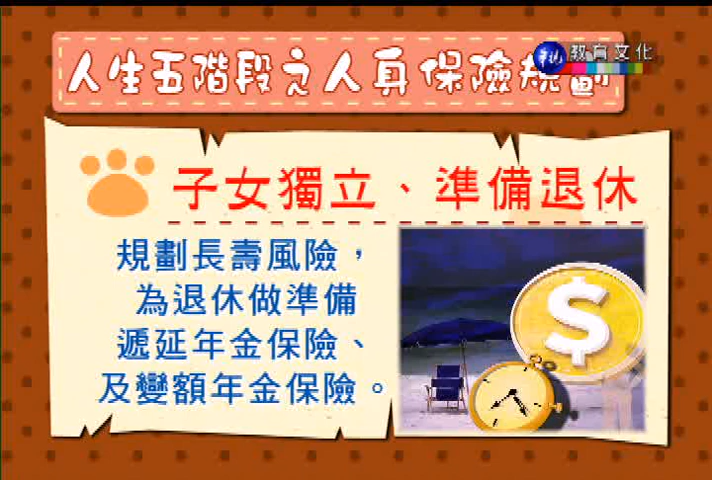 人生五階段之人身保險規劃
教育文化
子女獨立、準備退休
規劃長壽風險，
為退休做準備
遞延年金保險、
及變額年金保險。